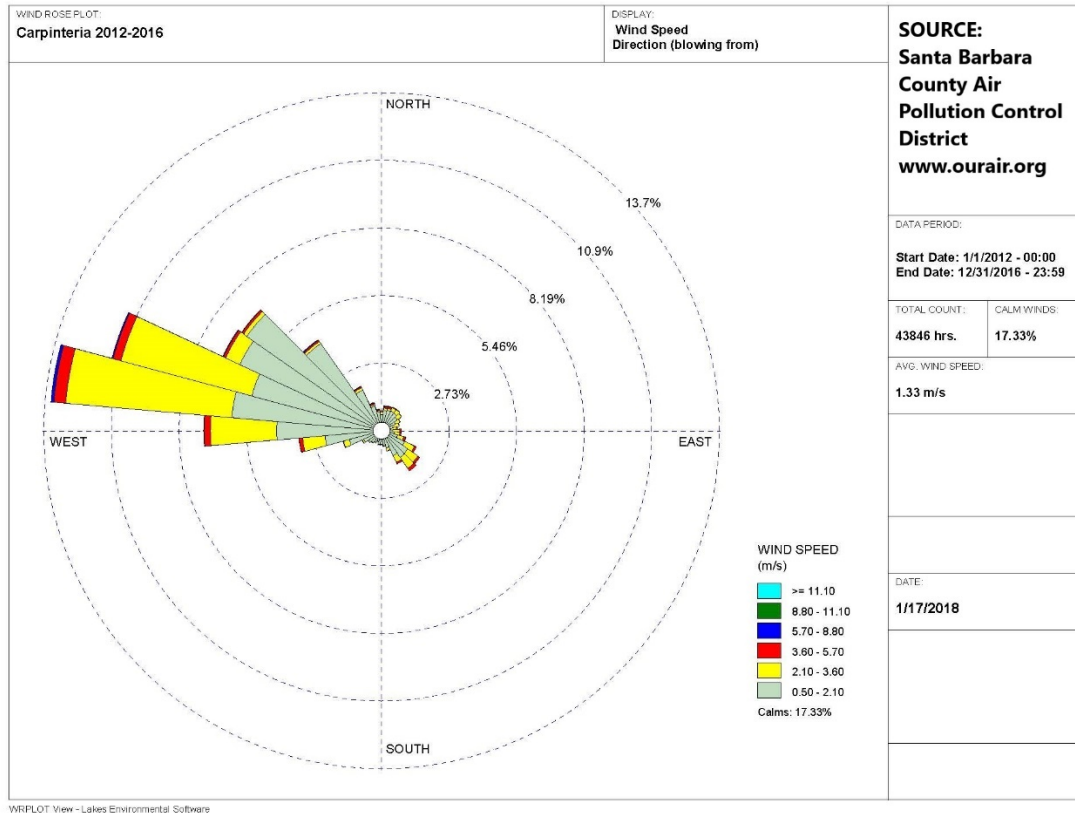 WIND ROSE PLOT:
Carpinteria 2012-2016
DISPLAY:
Wind Speed
Direction (blowing from)
SOURCE:
Santa Barbara
County Air
Pollution Control
District
www.ourair.org
NORTH
13.7%
10.9%
8.19%
5.46%
2.73%
WEST
EAST
SOUTH
WIND SPEED
(m/s)
>= 11.10
8.80 - 11.10
5.70 - 8.80
3.60 - 5.70
2.10 - 3.60
0.50 - 2.10
Calms: 17.33%
DATA PERIOD:
Start Date: 1/1/2012 - 00:00
End Date: 12/31/2016 - 23:59
TOTAL COUNT:
43846 hrs.
CALM WINDS:
17.33%
AVG. WIND SPEED:
1.33 m/s
DATE:
1/17/2018
WRPLOT View - Lakes Environmental Software